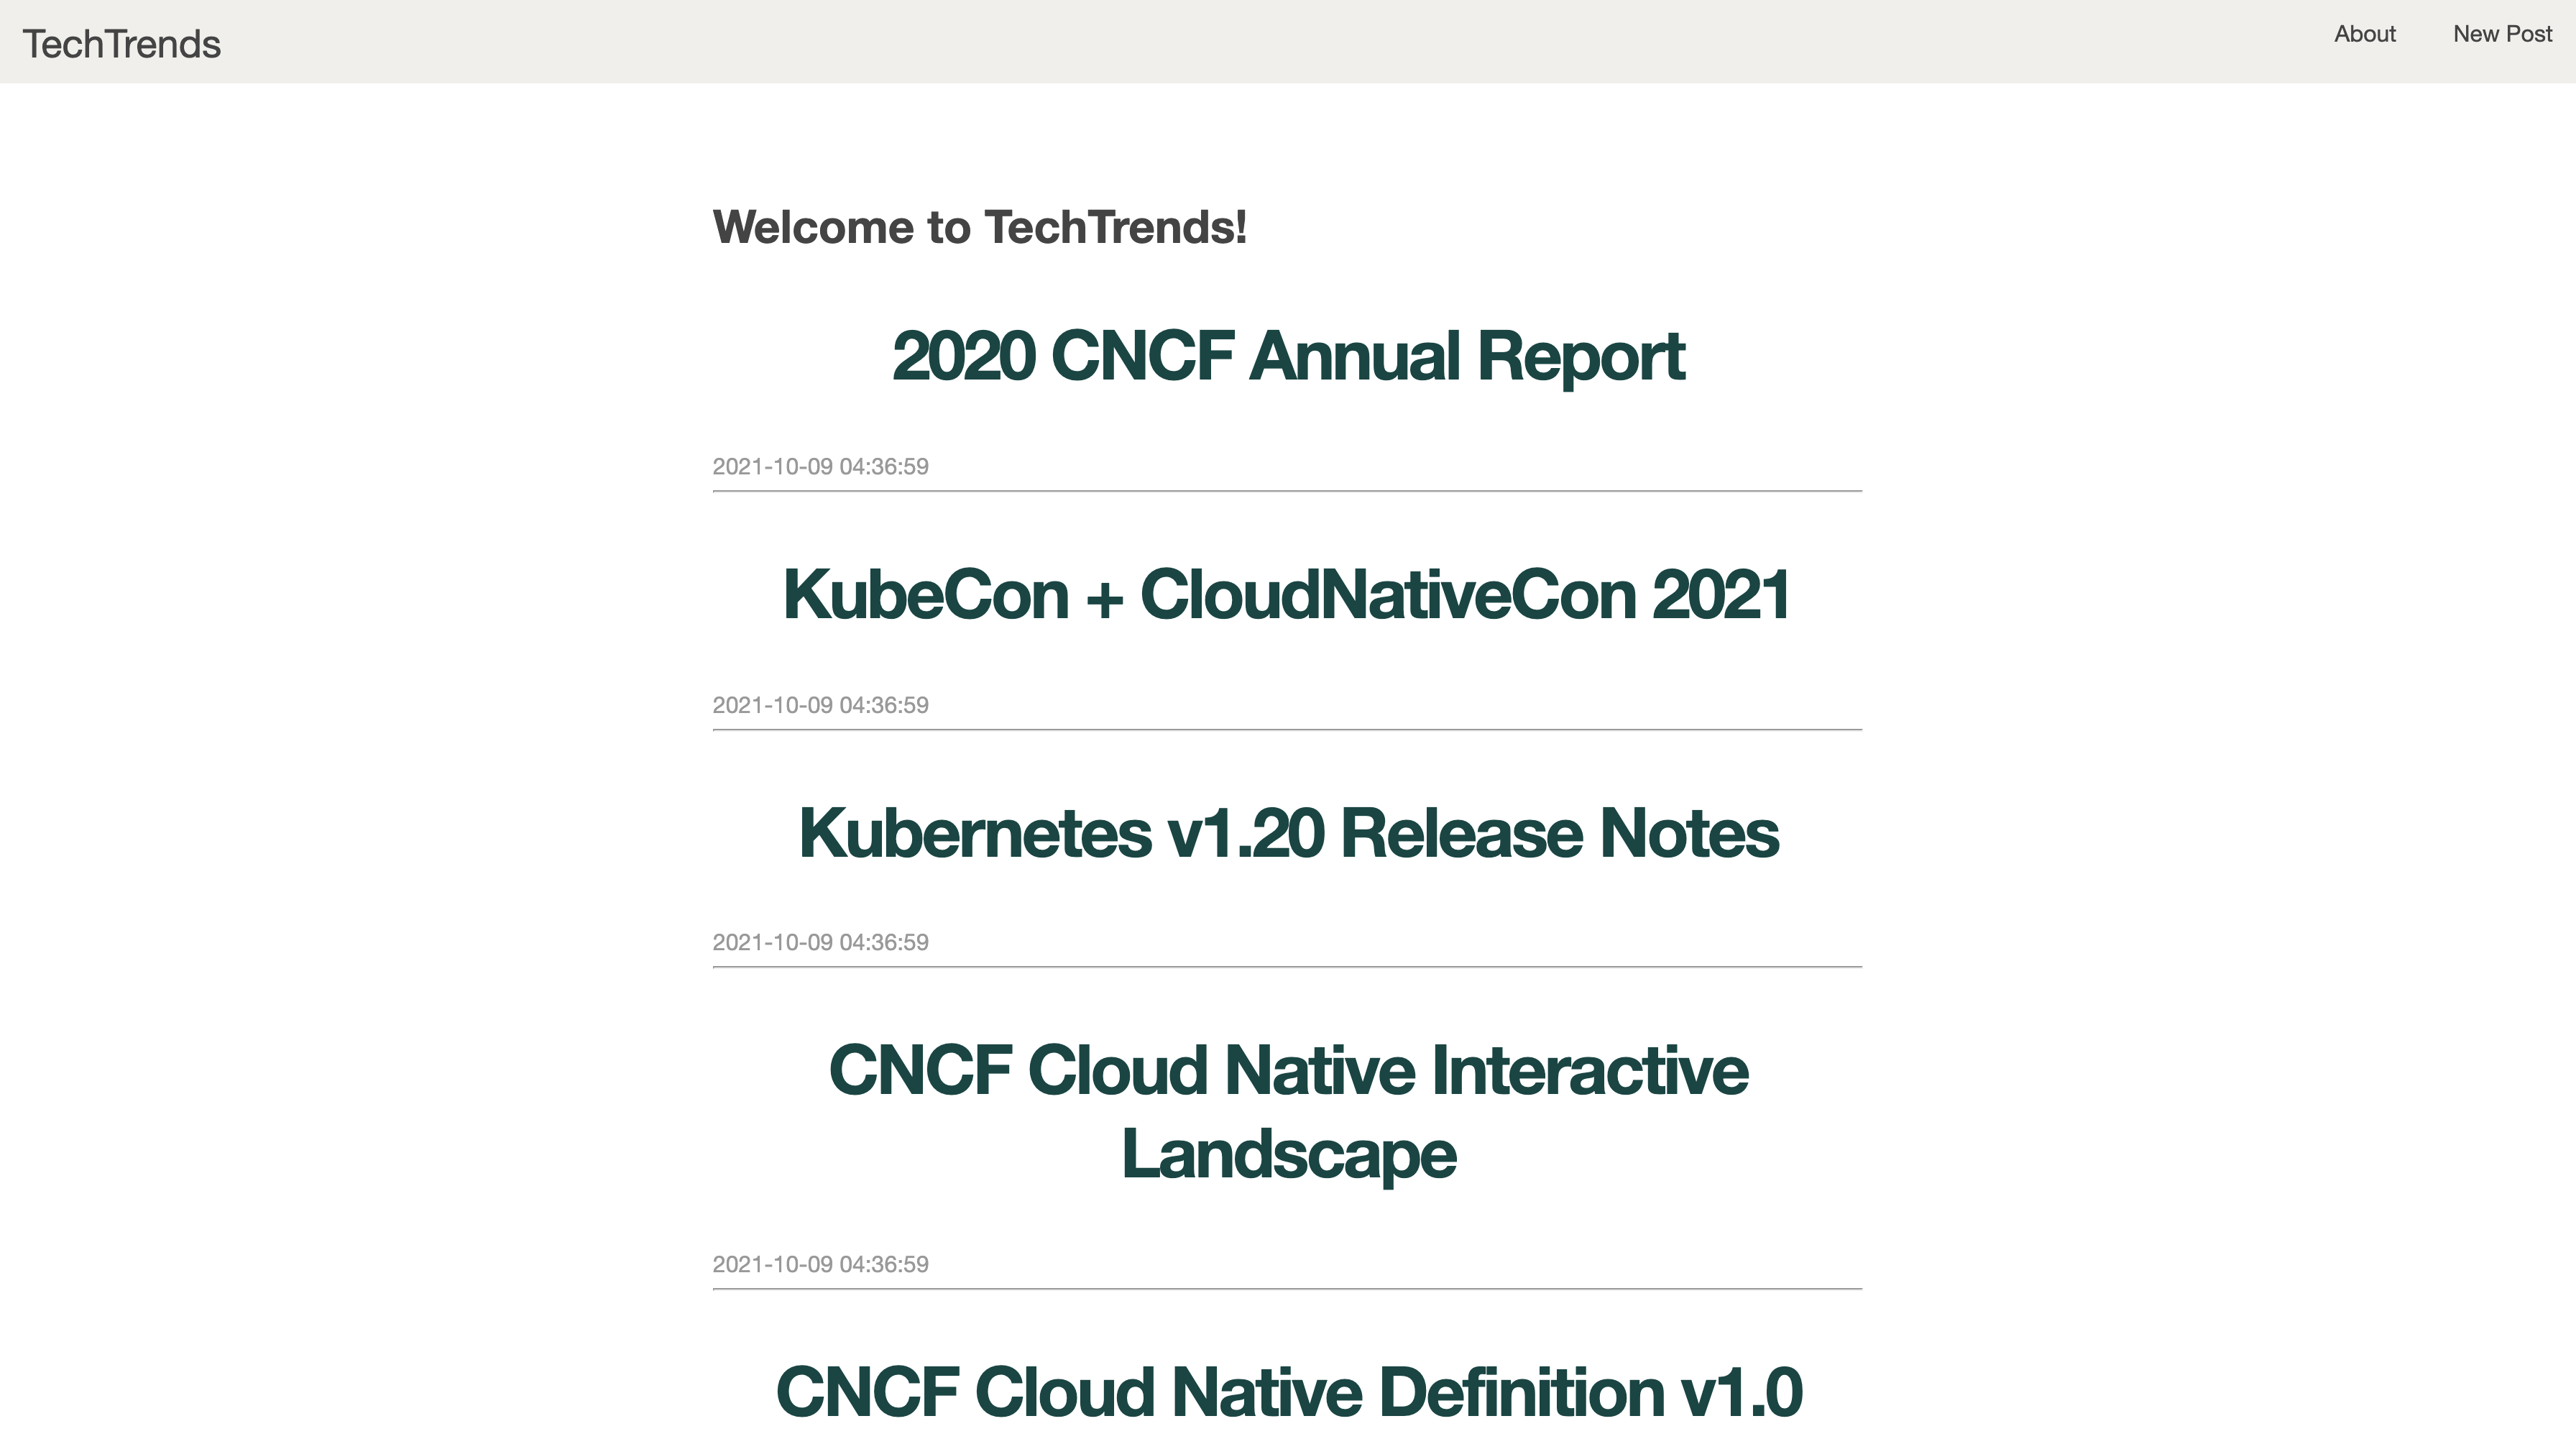 TechTrends
About
New Post
Welcome to TechTrends!
2020 CNCF Annual Report
2021-10-09 04:36:59
KubeCon + CloudNativeCon 2021
2021-10-09 04:36:59
Kubernetes v1.20 Release Notes
2021-10-09 04:36:59
CNCF Cloud Native Interactive
Landscape
2021-10-09 04:36:59
CNCF Cloud Native Definition v1.0